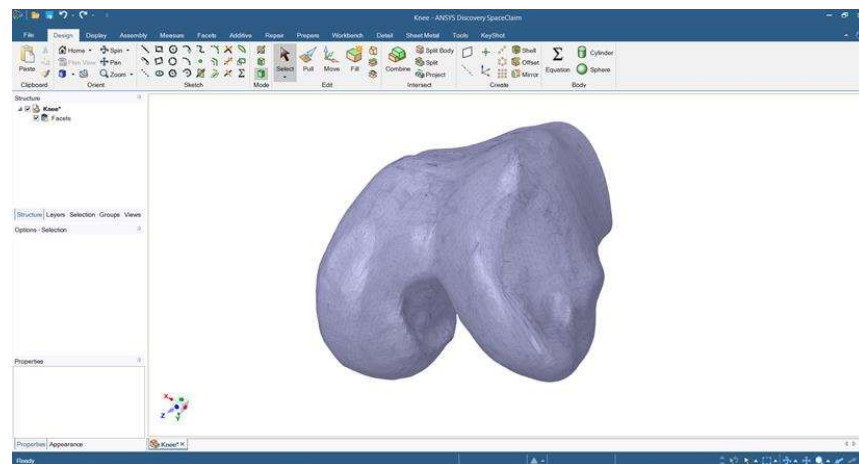 Knee - ANSYS Discovery SpaceClaim
File Design Display Assembly Measure Facets Additive Repair Prepare Workbench Detail Sheet Metal Tools KeyShot
Home Spin Split Body Shell Cylinder
Plan View Pan Split Offset
Paste Zoom Select Pull Move Fill Combine Project Mirror Equation Sphere
Clipboard Orient Sketch Mode Edit Intersect Create Body
Structure
Knee*
Facets
Structure Layers Selection Groups Views
Options - Selection
Properties
X
Z Y
Properties Appearance
Knee* ×
Ready